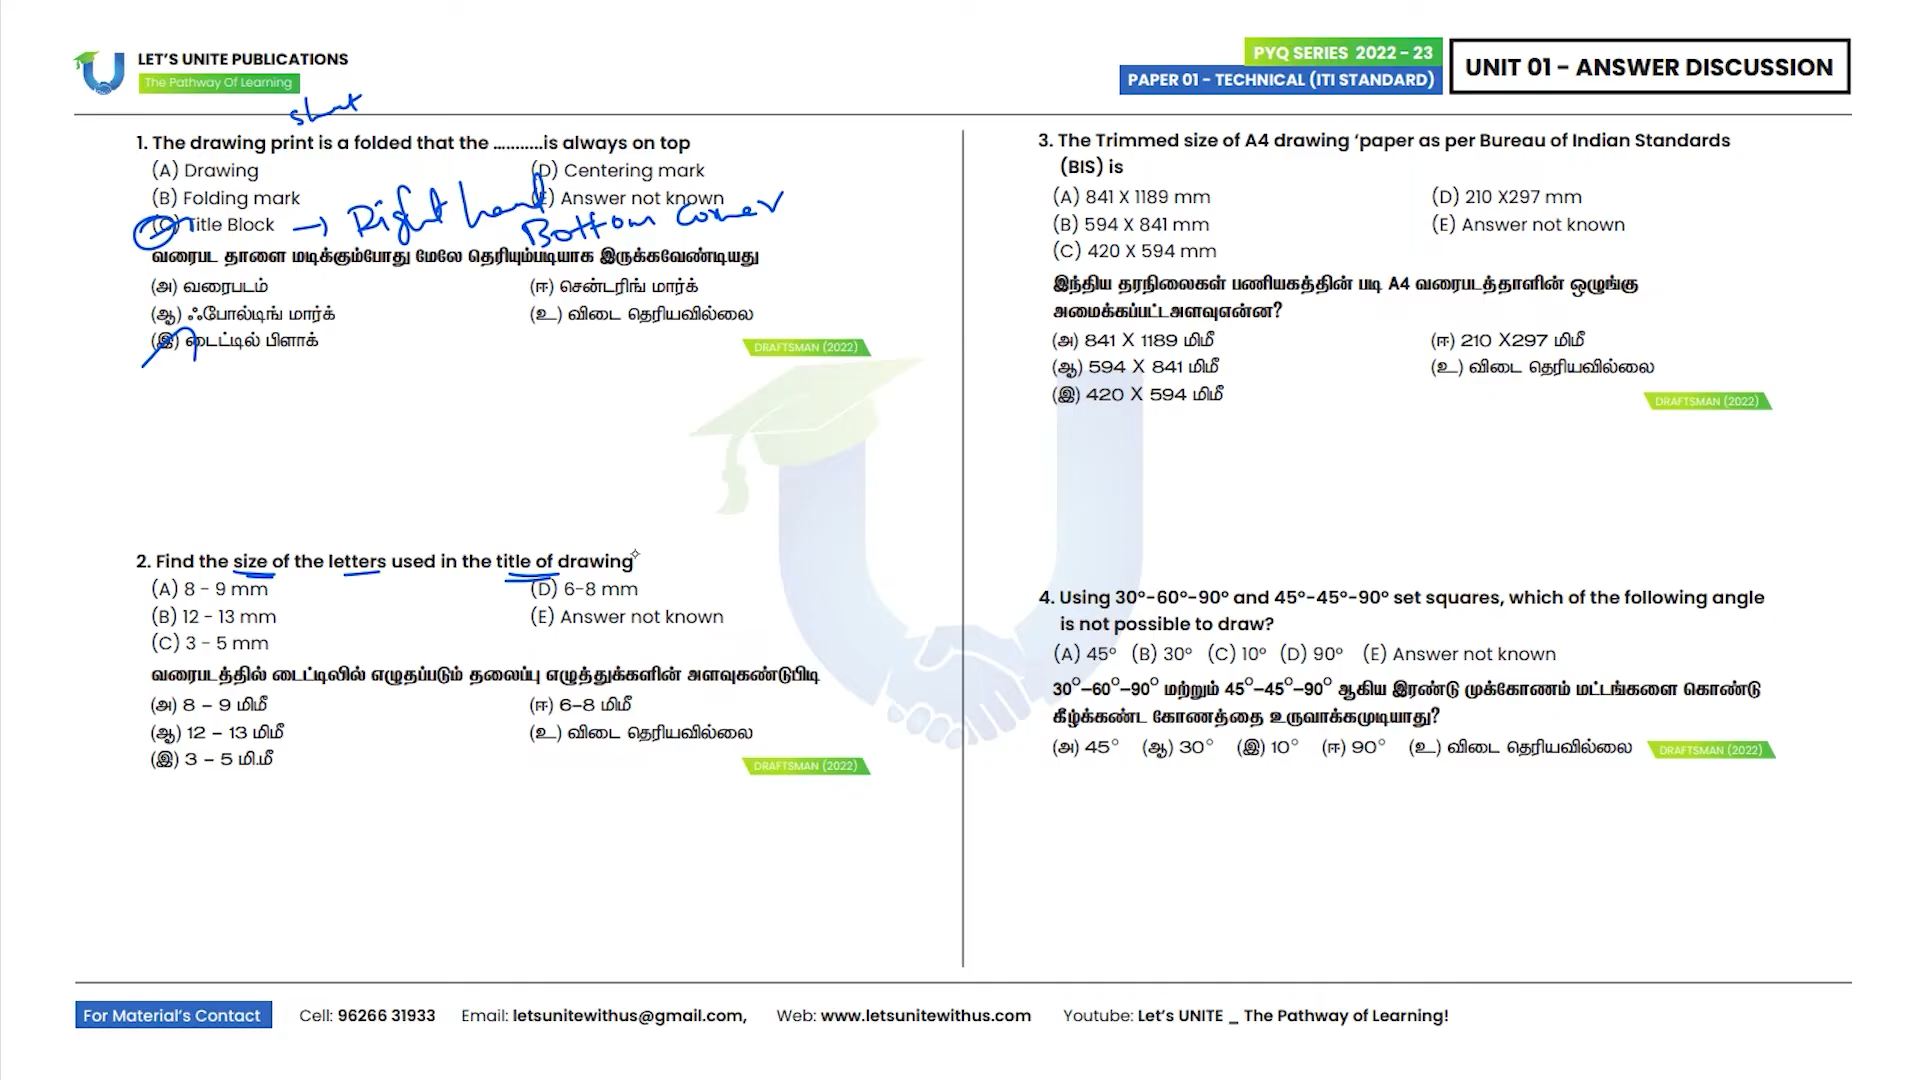 LET'S UNITE PUBLICATIONS
The Pathway Of Learning
PYQ SERIES 2022 - 23
PAPER 01 - TECHNICAL (ITI STANDARD)
UNIT 01 - ANSWER DISCUSSION
1. The drawing print is a folded that the ...........is always on top
(A) Drawing
(D) Centering mark
(B) Folding mark
(E) Answer not known
(C) Title Block
→ Right hand
Bottom Corner
வரைபட தாளை மடிக்கும்போது மேலே தெரியும்படியாக இருக்கவேண்டியது
(அ) வரைபடம்
(ஈ) சென்டரிங் மார்க்
(ஆ) ஃபோல்டிங் மார்க்
(உ) விடை தெரியவில்லை
(இ) டைட்டில் பிளாக்
DRAFTSMAN (2022)
2. Find the size of the letters used in the title of drawing
(A) 8 - 9 mm
(D) 6-8 mm
(B) 12 - 13 mm
(E) Answer not known
(C) 3 - 5 mm
வரைபடத்தில் டைட்டிலில் எழுதப்படும் தலைப்பு எழுத்துக்களின் அளவுகண்டுபிடி
(அ) 8 – 9 மிமீ
(ஈ) 6–8 மிமீ
(ஆ) 12 – 13 மிமீ
(உ) விடை தெரியவில்லை
(இ) 3 – 5 மி.மீ
DRAFTSMAN (2022)
3. The Trimmed size of A4 drawing ‘paper as per Bureau of Indian Standards
(BIS) is
(A) 841 X 1189 mm
(D) 210 X297 mm
(B) 594 X 841 mm
(E) Answer not known
(C) 420 X 594 mm
இந்திய தரநிலைகள் பணியகத்தின் படி A4 வரைபடத்தாளின் ஒழுங்கு
அமைக்கப்பட்டஅளவுஎன்ன?
(அ) 841 X 1189 மிமீ
(ஈ) 210 X297 மிமீ
(ஆ) 594 X 841 மிமீ
(உ) விடை தெரியவில்லை
(இ) 420 X 594 மிமீ
DRAFTSMAN (2022)
4. Using 30°-60°-90° and 45°-45°-90° set squares, which of the following angle
is not possible to draw?
(A) 45° (B) 30° (C) 10° (D) 90° (E) Answer not known
30°–60°–90° மற்றும் 45°–45°–90° ஆகிய இரண்டு முக்கோணம் மட்டங்களை கொண்டு
கீழ்க்கண்ட கோணத்தை உருவாக்கமுடியாது?
(அ) 45° (ஆ) 30° (இ) 10° (ஈ) 90° (உ) விடை தெரியவில்லை
DRAFTSMAN (2022)
For Material's Contact
Cell: 96266 31933 Email: letsunitewithus@gmail.com, Web: www.letsunitewithus.com Youtube: Let's UNITE _ The Pathway of Learning!